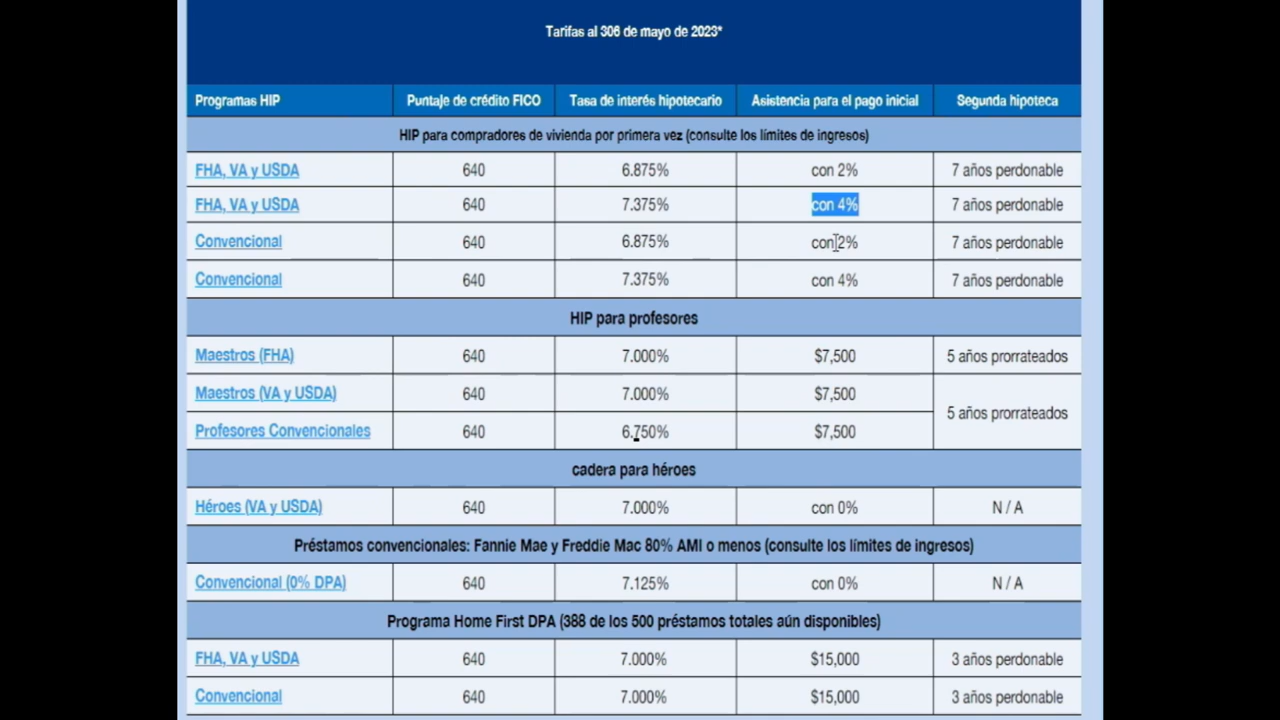 Tarifas al 306 de mayo de 2023*
Programas HIP Puntaje de crédito FICO Tasa de interés hipotecario Asistencia para el pago inicial Segunda hipoteca
HIP para compradores de vivienda por primera vez (consulte los límites de ingresos)
FHA, VA y USDA 640 6.875% con 2% 7 años perdonable
FHA, VA y USDA 640 7.375% con 4% 7 años perdonable
Convencional 640 6.875% con 2% 7 años perdonable
Convencional 640 7.375% con 4% 7 años perdonable
HIP para profesores
Maestros (FHA) 640 7.000% $7,500 5 años prorrateados
Maestros (VA y USDA) 640 7.000% $7,500
5 años prorrateados
Profesores Convencionales 640 6.750% $7,500
cadera para héroes
Héroes (VA y USDA) 640 7.000% con 0% N / A
Préstamos convencionales: Fannie Mae y Freddie Mac 80% AMI o menos (consulte los límites de ingresos)
Convencional (0% DPA) 640 7.125% con 0% N / A
Programa Home First DPA (388 de los 500 préstamos totales aún disponibles)
FHA, VA y USDA 640 7.000% $15,000 3 años perdonable
Convencional 640 7.000% $15,000 3 años perdonable